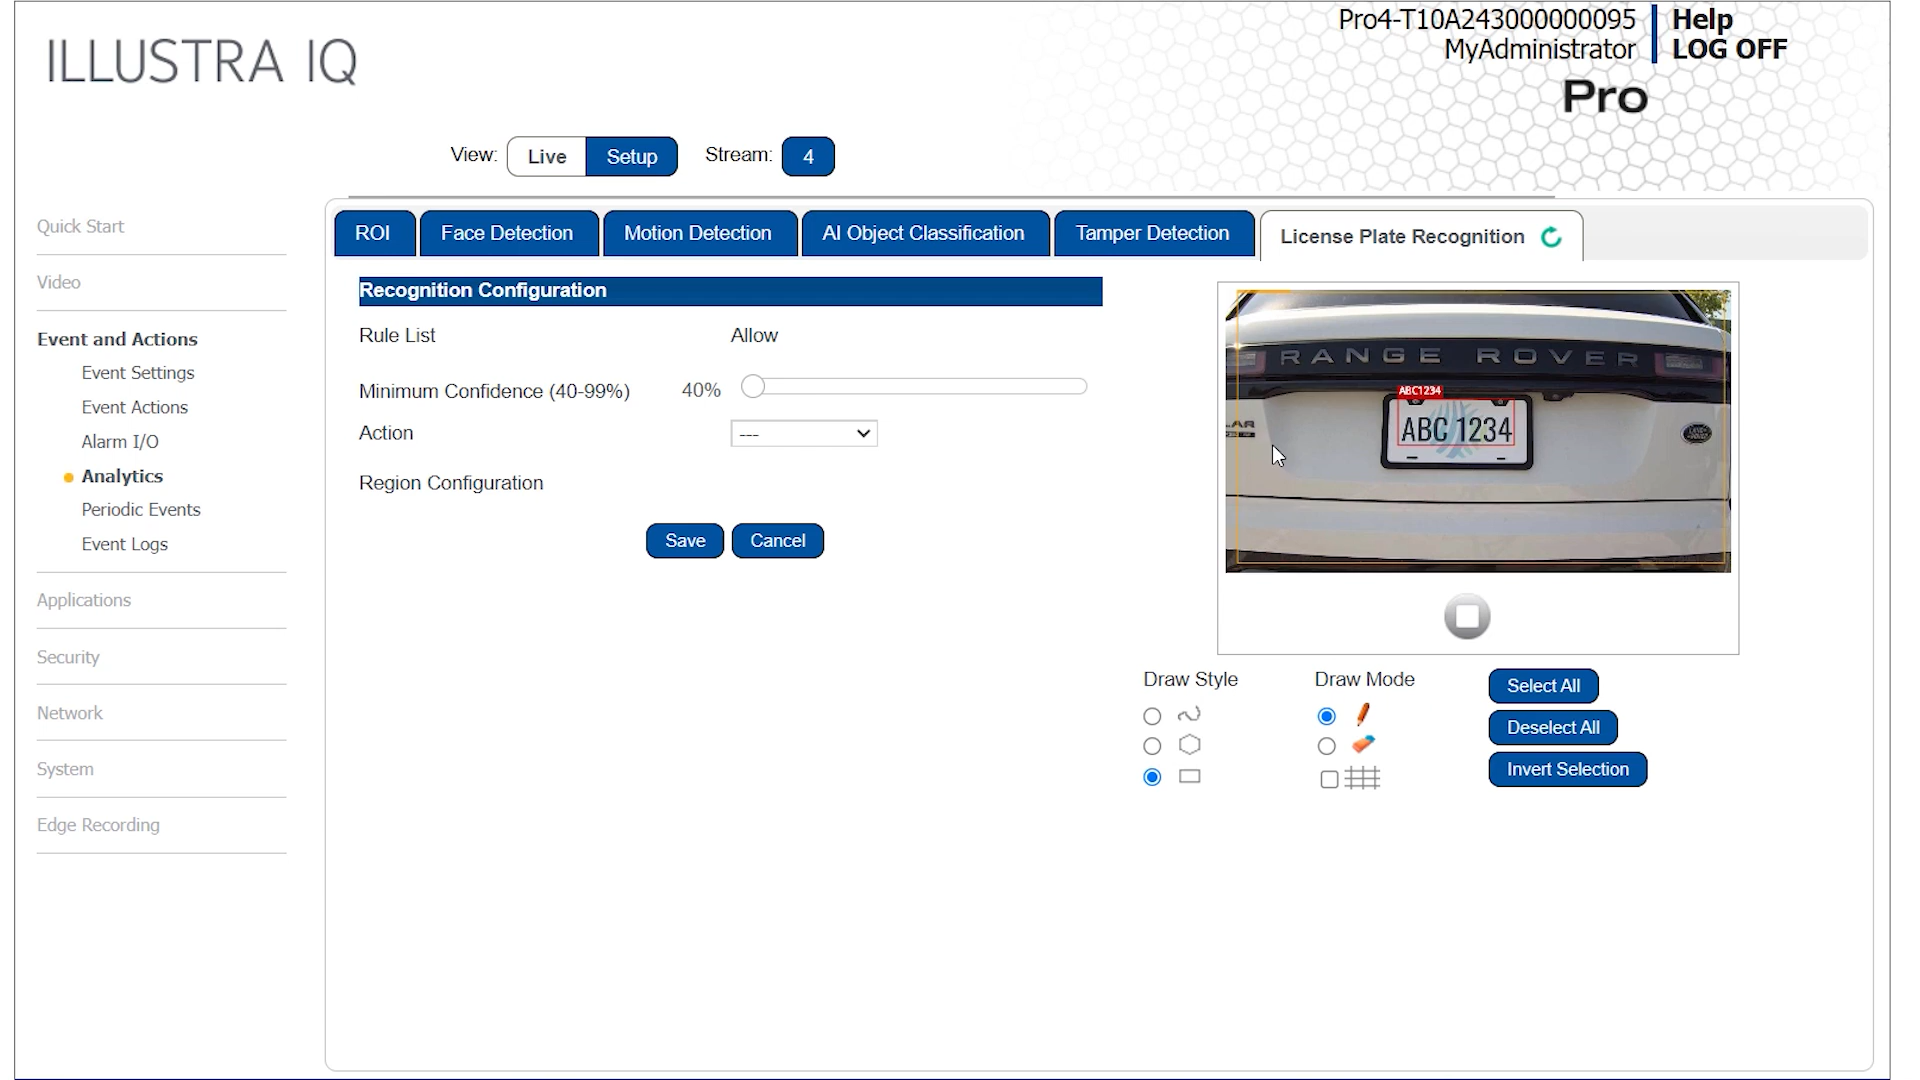 ILLUSTRA IQ
Pro4-T10A243000000095
Help
MyAdministrator
LOG OFF
Pro
View:
Live
Setup
Stream:
4
Quick Start
Video
Event and Actions
Event Settings
Event Actions
Alarm I/O
Analytics
Periodic Events
Event Logs
Applications
Security
Network
System
Edge Recording
ROI
Face Detection
Motion Detection
AI Object Classification
Tamper Detection
License Plate Recognition
Recognition Configuration
Rule List
Allow
Minimum Confidence (40-99%)
40%
Action
---
Region Configuration
Save
Cancel
RANGE ROVER
ABC1234
ABC 1234
Draw Style
Draw Mode
Select All
Deselect All
Invert Selection